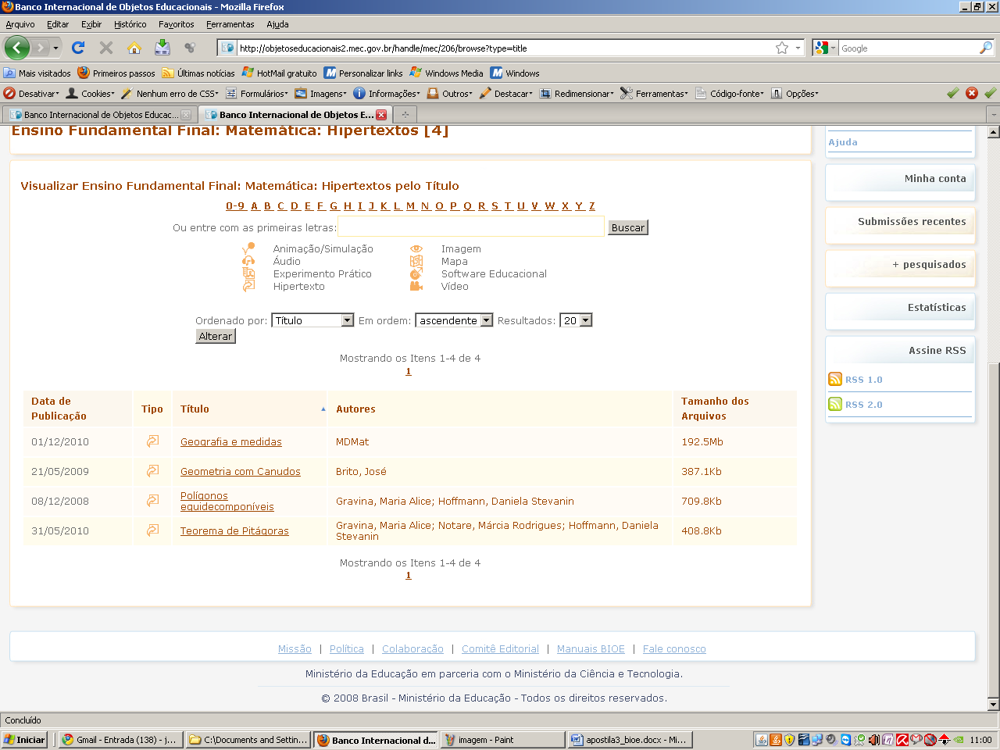 Banco Internacional de Objetos Educacionais - Mozilla Firefox
Arquivo Editar Exibir Histórico Favoritos Ferramentas Ajuda
http://objetoseducacionais2.mec.gov.br/handle/mec/206/browse?type=title
Google
Mais visitados Primeiros passos Últimas notícias HotMail gratuito Personalizar links Windows Media Windows
Desativar Cookies Nenhum erro de CSS Formulários Imagens Informações Outros Destacar Redimensionar Ferramentas Código-fonte Opções
Banco Internacional de Objetos Educac... Banco Internacional de Objetos E...
Ensino Fundamental Final: Matemática: Hipertextos [4]
Ajuda
Minha conta
Submissões recentes
+ pesquisados
Estatísticas
Assine RSS
RSS 1.0
RSS 2.0
Visualizar Ensino Fundamental Final: Matemática: Hipertextos pelo Título
0-9 A B C D E F G H I J K L M N O P Q R S T U V W X Y Z
Ou entre com as primeiras letras: Buscar
Animação/Simulação Imagem
Áudio Mapa
Experimento Prático Software Educacional
Hipertexto Vídeo
Ordenado por: Título Em ordem: ascendente Resultados: 20
Alterar
Mostrando os Itens 1-4 de 4
1
Data de Publicação Tipo Título Autores Tamanho dos Arquivos
01/12/2010 Geografia e medidas MDMat 192.5Mb
21/05/2009 Geometria com Canudos Brito, José 387.1Kb
08/12/2008 Polígonos equidecomponíveis Gravina, Maria Alice; Hoffmann, Daniela Stevanin 709.8Kb
31/05/2010 Teorema de Pitágoras Gravina, Maria Alice; Notare, Márcia Rodrigues; Hoffmann, Daniela Stevanin 408.8Kb
Mostrando os Itens 1-4 de 4
1
Missão | Política | Colaboração | Comitê Editorial | Manuais BIOE | Fale conosco
Ministério da Educação em parceria com o Ministério da Ciência e Tecnologia.
© 2008 Brasil - Ministério da Educação - Todos os direitos reservados.
Concluído
Iniciar Gmail - Entrada (138) - j... C:\Documents and Settin... Banco Internacional d... imagem - Paint apostila3_bioe.docx - Mi... 11:00